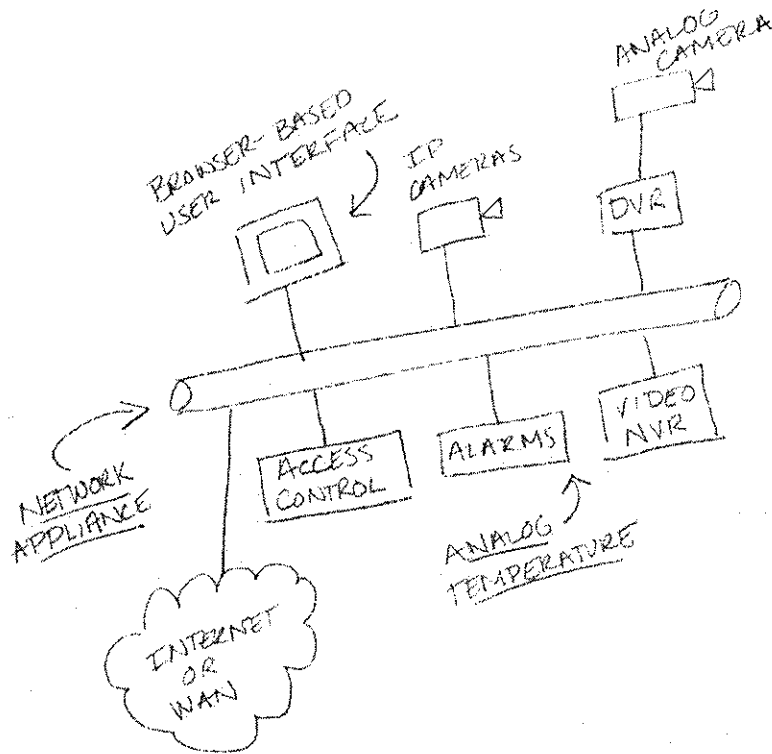 ANALOG
CAMERA
BROWSER-BASED
USER INTERFACE
IP
CAMERAS
DVR
NETWORK
APPLIANCE
ACCESS
CONTROL
ALARMS
VIDEO
NVR
ANALOG
TEMPERATURE
INTERNET
OR
WAN